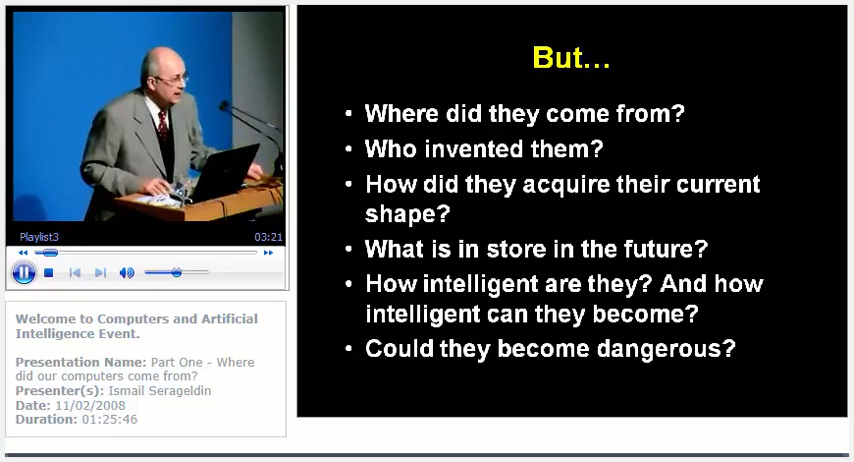 But...
• Where did they come from?
• Who invented them?
• How did they acquire their current
shape?
• What is in store in the future?
• How intelligent are they? And how
intelligent can they become?
• Could they become dangerous?
Playlist3 03:21
Welcome to Computers and Artificial
Intelligence Event.
Presentation Name: Part One - Where
did our computers come from?
Presenter(s): Ismail Serageldin
Date: 11/02/2008
Duration: 01:25:46